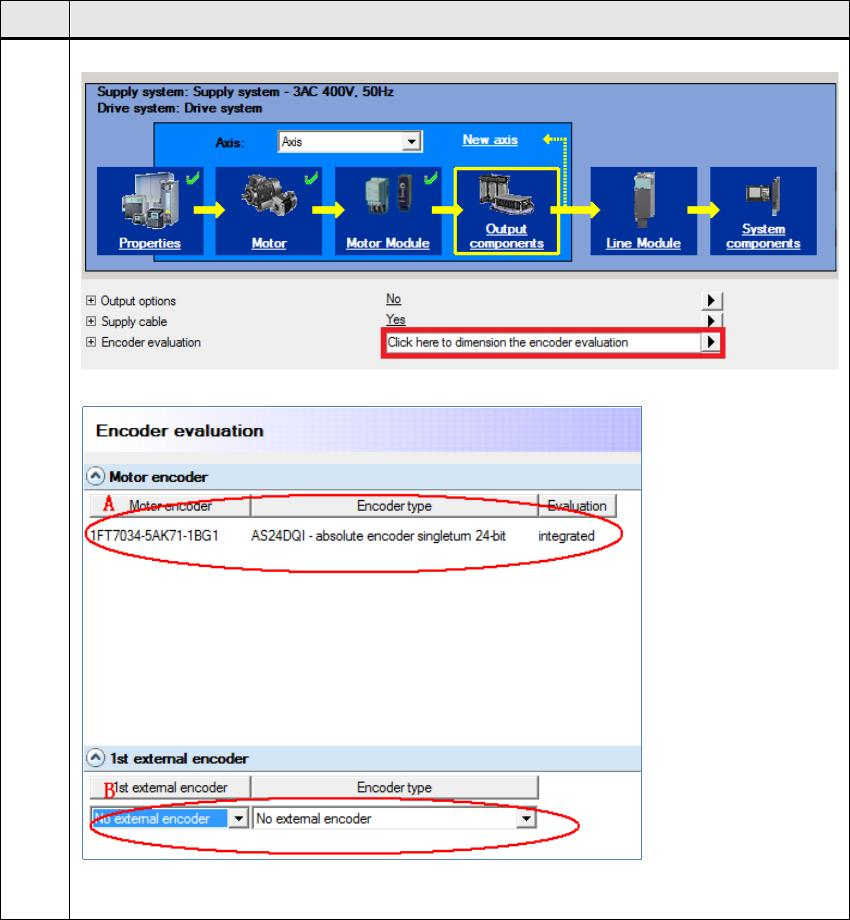 Supply system: Supply system - 3AC 400V, 50Hz
Drive system: Drive system
Axis: Axis New axis
Properties Motor Motor Module Output components Line Module System components
Output options No
Supply cable Yes
Encoder evaluation Click here to dimension the encoder evaluation
Encoder evaluation
Motor encoder
A Motor encoder Encoder type Evaluation
1FT7034-5AK71-1BG1 AS24DQI - absolute encoder singleturn 24-bit integrated
1st external encoder
B 1st external encoder Encoder type
No external encoder No external encoder